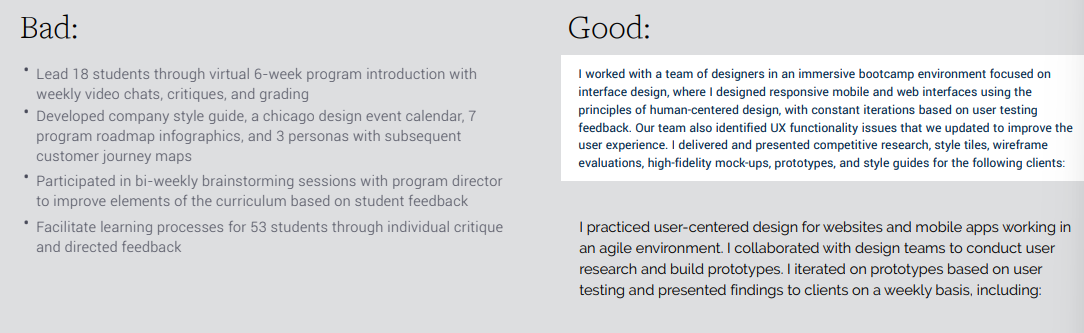 Bad:
• Lead 18 students through virtual 6-week program introduction with
weekly video chats, critiques, and grading
• Developed company style guide, a chicago design event calendar, 7
program roadmap infographics, and 3 personas with subsequent
customer journey maps
• Participated in bi-weekly brainstorming sessions with program director
to improve elements of the curriculum based on student feedback
• Facilitate learning processes for 53 students through individual critique
and directed feedback
Good:
I worked with a team of designers in an immersive bootcamp environment focused on
interface design, where I designed responsive mobile and web interfaces using the
principles of human-centered design, with constant iterations based on user testing
feedback. Our team also identified UX functionality issues that we updated to improve the
user experience. I delivered and presented competitive research, style tiles, wireframe
evaluations, high-fidelity mock-ups, prototypes, and style guides for the following clients:
I practiced user-centered design for websites and mobile apps working in
an agile environment. I collaborated with design teams to conduct user
research and build prototypes. I iterated on prototypes based on user
testing and presented findings to clients on a weekly basis, including: